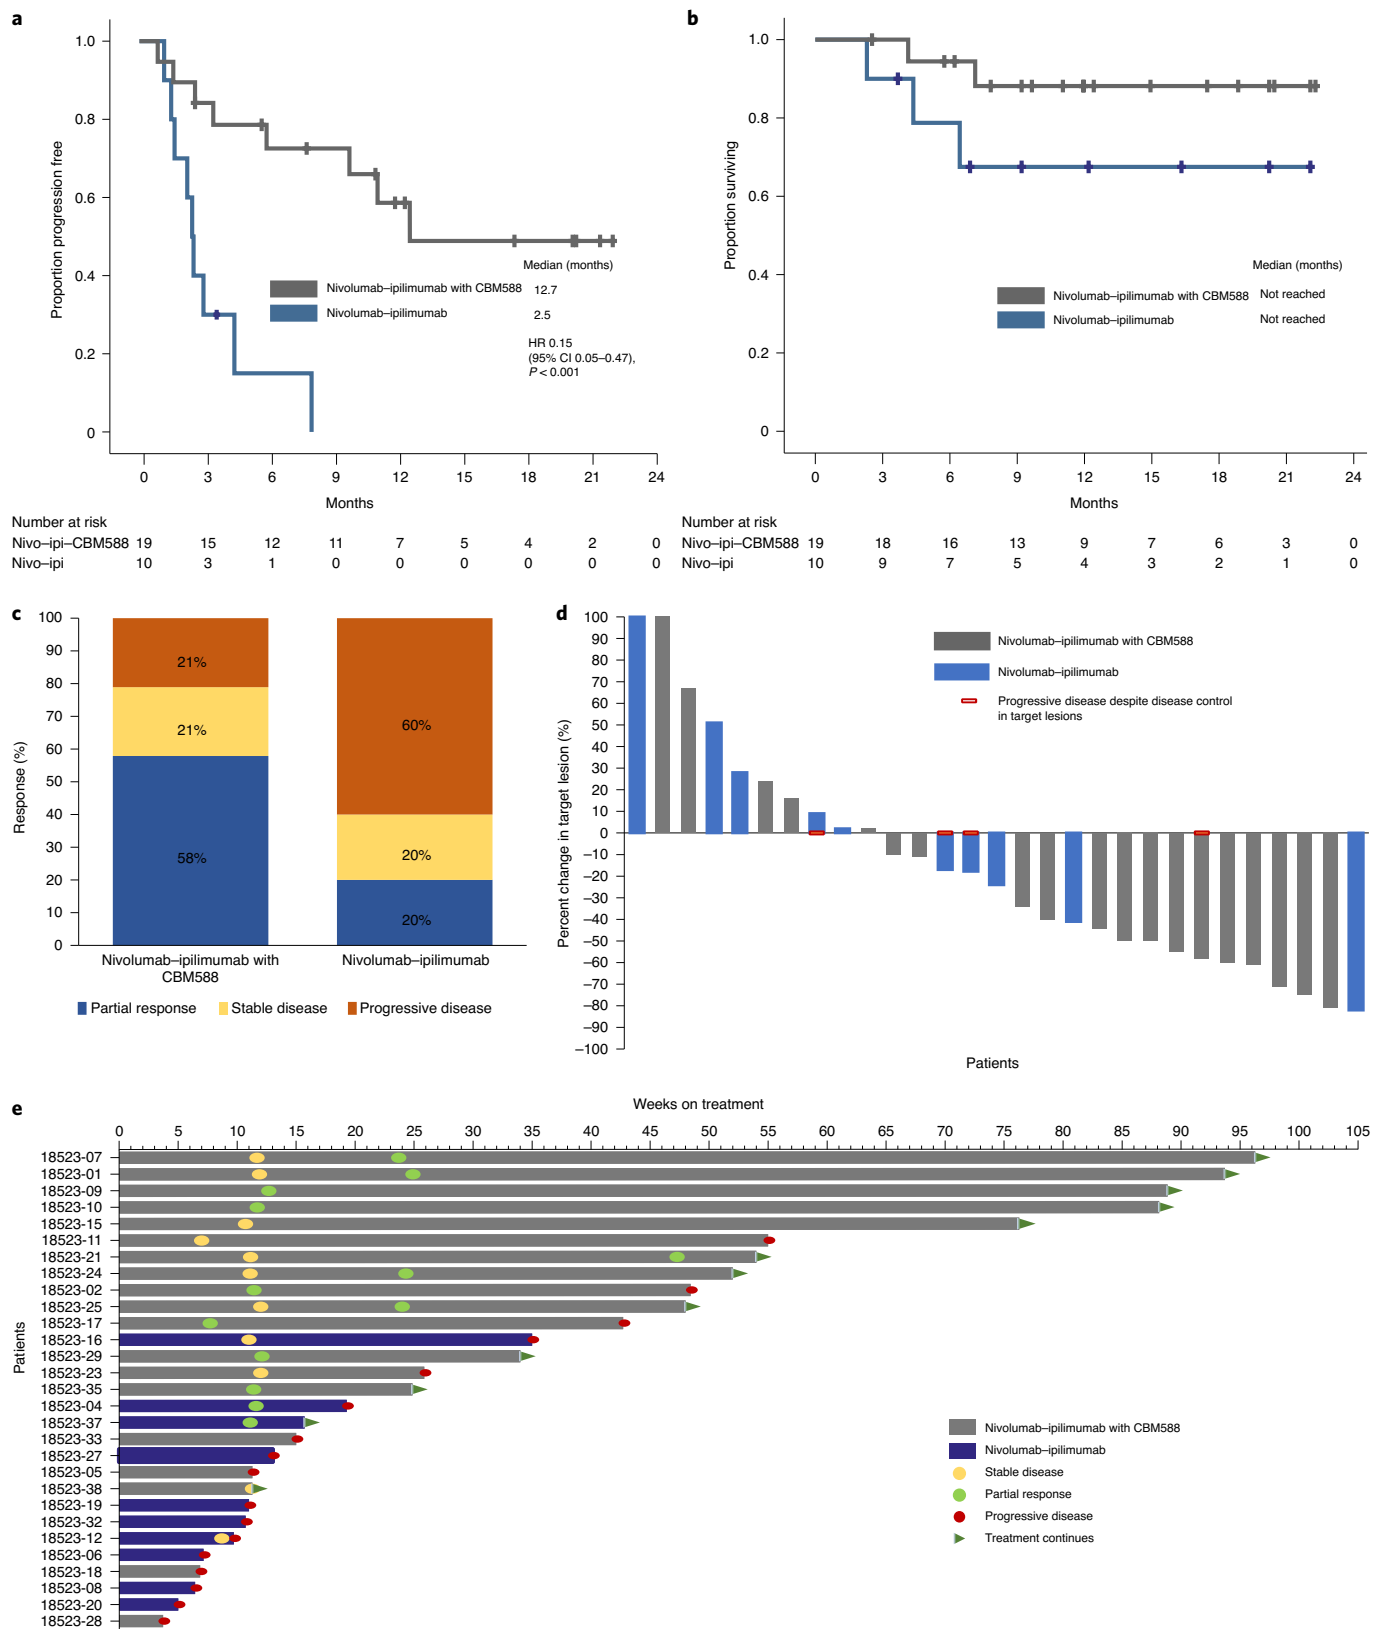 a
1.0
0.8
0.6
0.4
0.2
0
Proportion progression free
Median (months)
Nivolumab–ipilimumab with CBM588 12.7
Nivolumab–ipilimumab 2.5
HR 0.15
(95% CI 0.05–0.47),
P < 0.001
0 3 6 9 12 15 18 21 24
Months
Number at risk
Nivo–ipi–CBM588 19 15 12 11 7 5 4 2 0
Nivo–ipi 10 3 1 0 0 0 0 0 0
b
1.0
0.8
0.6
0.4
0.2
0
Proportion surviving
Median (months)
Nivolumab–ipilimumab with CBM588 Not reached
Nivolumab–ipilimumab Not reached
0 3 6 9 12 15 18 21 24
Months
Number at risk
Nivo–ipi–CBM588 19 18 16 13 9 7 6 3 0
Nivo–ipi 10 9 7 5 4 3 2 1 0
c
100
90
80
70
60
50
40
30
20
10
0
Response (%)
21%
21%
58%
60%
20%
20%
Nivolumab–ipilimumab with
CBM588
Nivolumab–ipilimumab
Partial response Stable disease Progressive disease
d
100
90
80
70
60
50
40
30
20
10
0
–10
–20
–30
–40
–50
–60
–70
–80
–90
–100
Percent change in target lesion (%)
Nivolumab–ipilimumab with CBM588
Nivolumab–ipilimumab
Progressive disease despite disease control
in target lesions
Patients
e
Weeks on treatment
0 5 10 15 20 25 30 35 40 45 50 55 60 65 70 75 80 85 90 95 100 105
Patients
18523-07
18523-01
18523-09
18523-10
18523-15
18523-11
18523-21
18523-24
18523-02
18523-25
18523-17
18523-16
18523-29
18523-23
18523-35
18523-04
18523-37
18523-33
18523-27
18523-05
18523-38
18523-19
18523-32
18523-12
18523-06
18523-18
18523-08
18523-20
18523-28
Nivolumab–ipilimumab with CBM588
Nivolumab–ipilimumab
Stable disease
Partial response
Progressive disease
Treatment continues